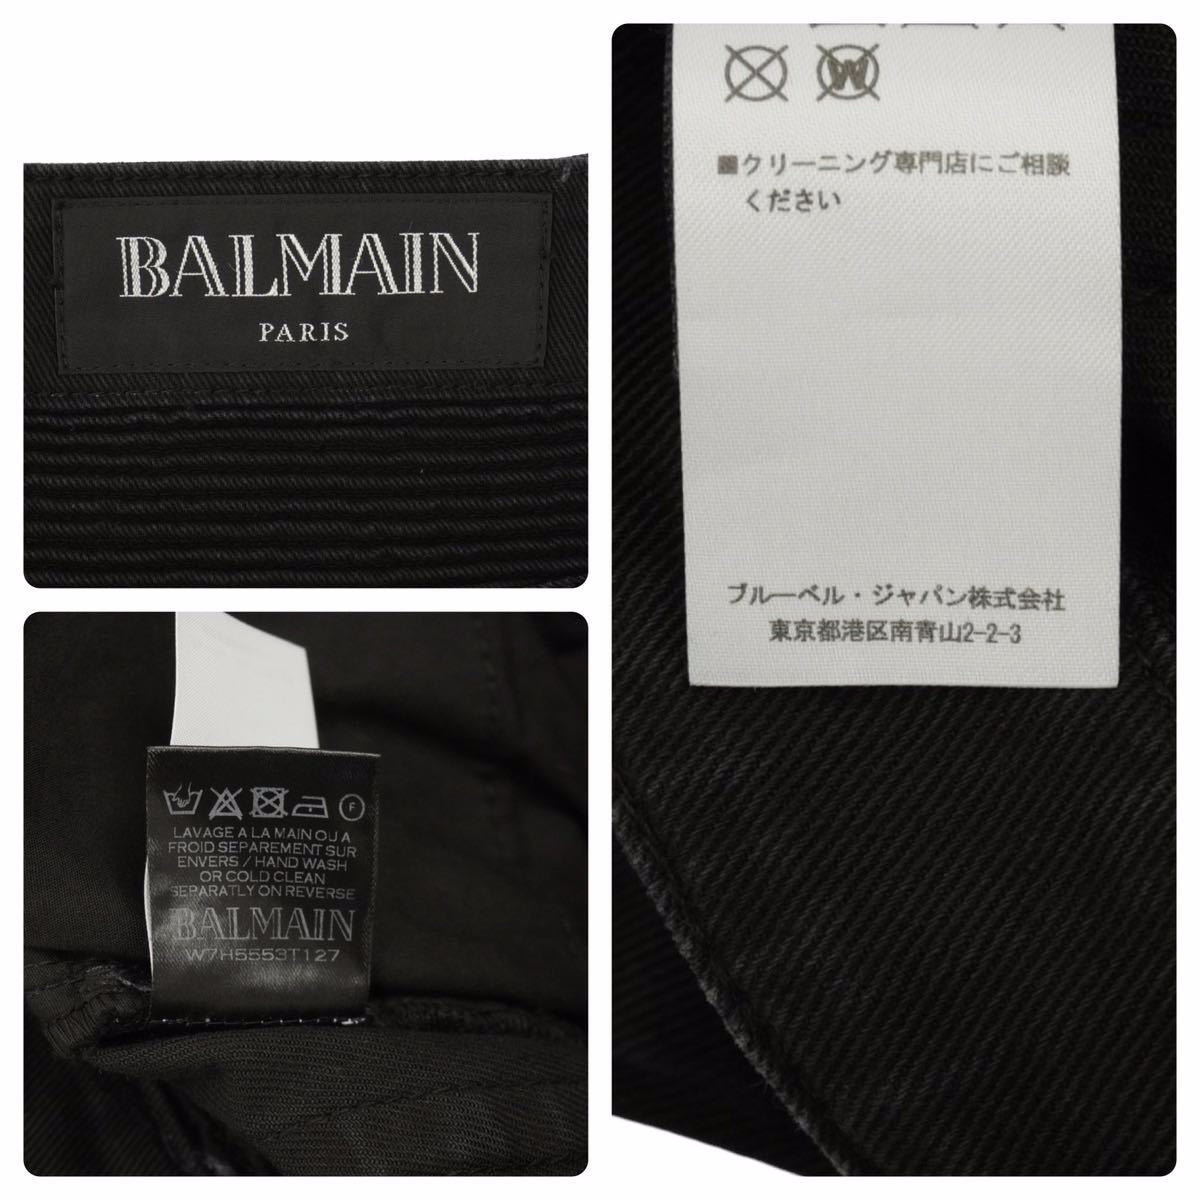 BALMAIN
PARIS
W
■クリーニング専門店にご相談
ください
ブルーベル・ジャパン株式会社
東京都港区南青山2-2-3
F
LAVAGE A LA MAIN OU A
FROID SEPAREMENT SUR
ENVERS / HAND WASH
OR COLD CLEAN
SEPARATLY ON REVERSE
BALMAIN
W7H5553T127